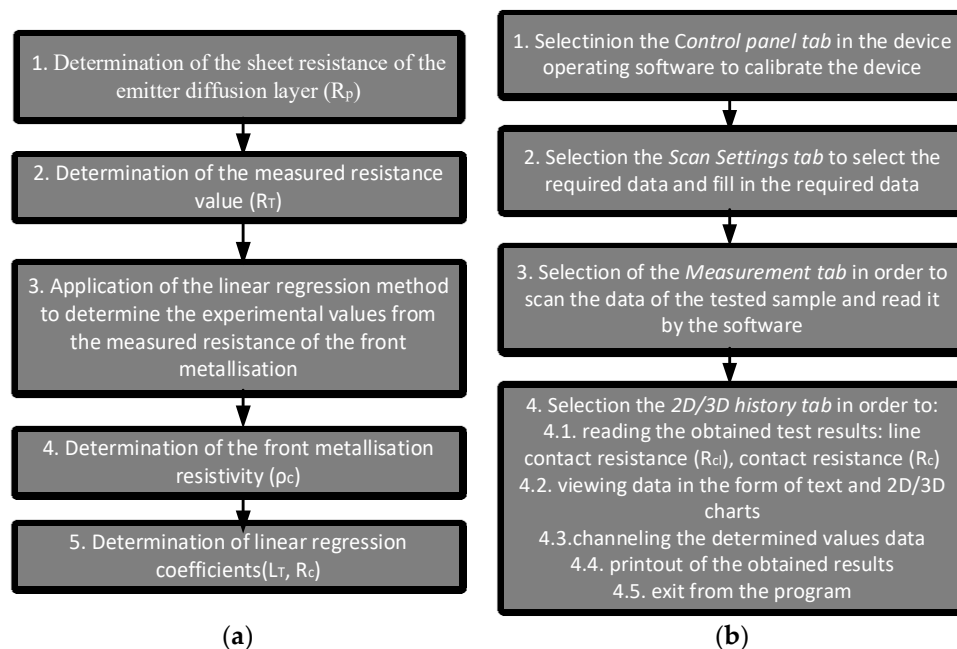 1. Determination of the sheet resistance of the
emitter diffusion layer (Rp)
2. Determination of the measured resistance
value (RT)
3. Application of the linear regression method
to determine the experimental values from
the measured resistance of the front
metallisation
4. Determination of the front metallisation
resistivity (ρc)
5. Determination of linear regression
coefficients(LT, Rc)
(a)
1. Selectinion the Control panel tab in the device
operating software to calibrate the device
2. Selection the Scan Settings tab to select the
required data and fill in the required data
3. Selection of the Measurement tab in order to
scan the data of the tested sample and read it
by the software
4. Selection the 2D/3D history tab in order to:
4.1. reading the obtained test results: line
contact resistance (Rcl), contact resistance (Rc)
4.2. viewing data in the form of text and 2D/3D
charts
4.3.channeling the determined values data
4.4. printout of the obtained results
4.5. exit from the program
(b)